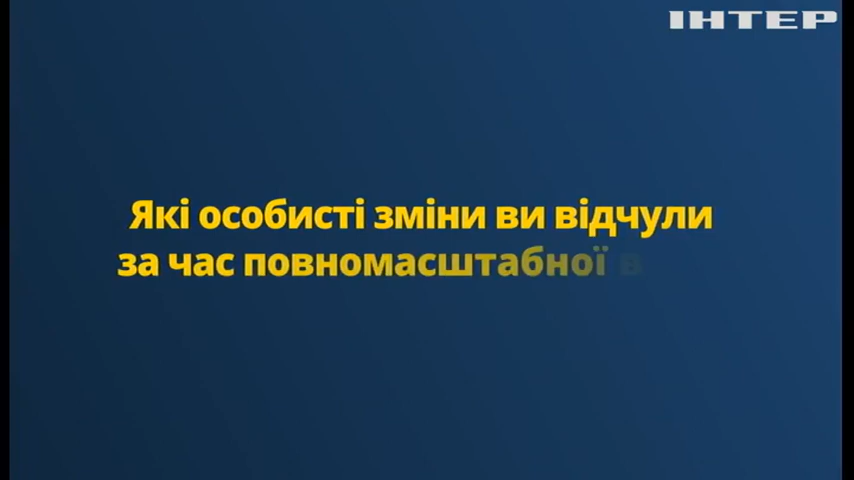 ІНТЕР
Які особисті зміни ви відчули
за час повномасштабної